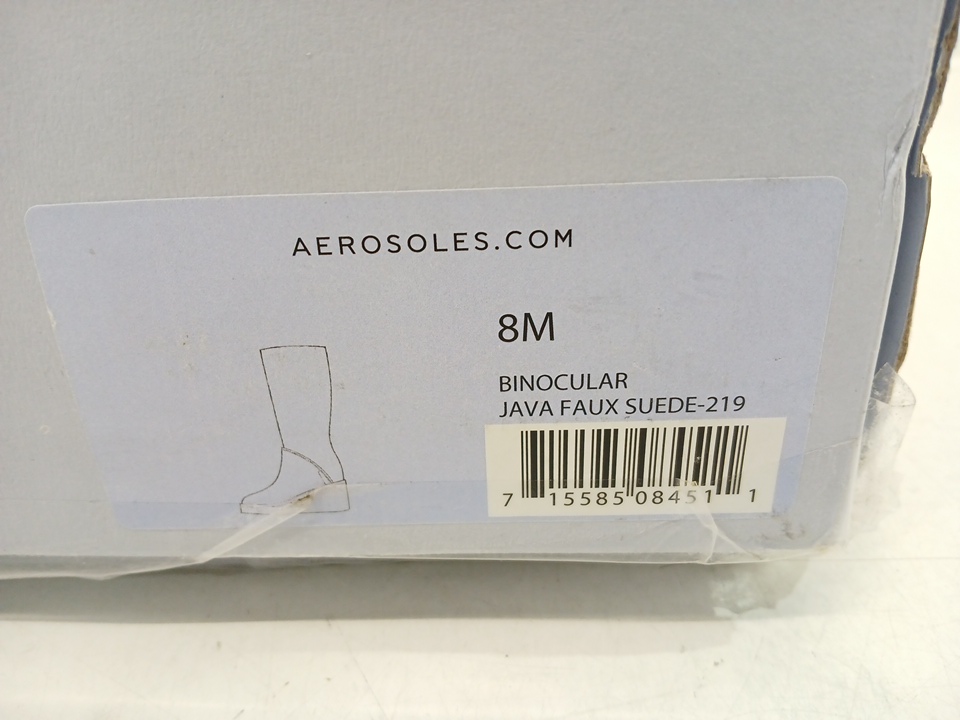 AEROSOLES.COM
8M
BINOCULAR
JAVA FAUX SUEDE-219
7 15585 08451 1